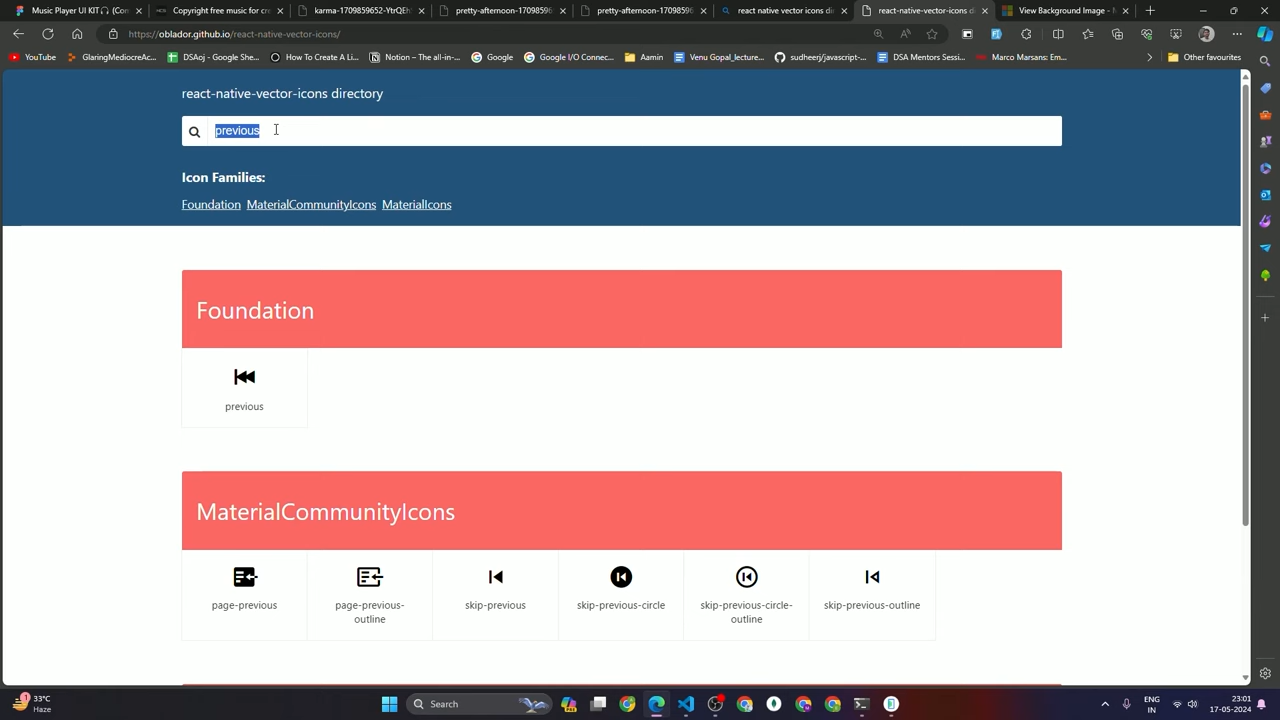 Music Player UI KIT🎧 (Con
Copyright free music for cre
karma-1709859652-YtrQEh
pretty-afternoon-17098596
pretty-afternoon-17098596
react native vector icons dir
react-native-vector-icons di
View Background Image - M
https://oblador.github.io/react-native-vector-icons/
YouTube
GlaringMediocreAc...
DSAoj - Google She...
How To Create A Li...
Notion – The all-in-...
Google
Google I/O Connec...
Aamin
Venu Gopal_lecture...
sudheerj/javascript-...
DSA Mentors Sessi...
Marco Marsans: Em...
Other favourites
react-native-vector-icons directory
previous
Icon Families:
Foundation MaterialCommunityIcons MaterialIcons
Foundation
previous
MaterialCommunityIcons
page-previous
page-previous-
outline
skip-previous
skip-previous-circle
skip-previous-circle-
outline
skip-previous-outline
33°C
Haze
Search
ENG
IN
23:01
17-05-2024